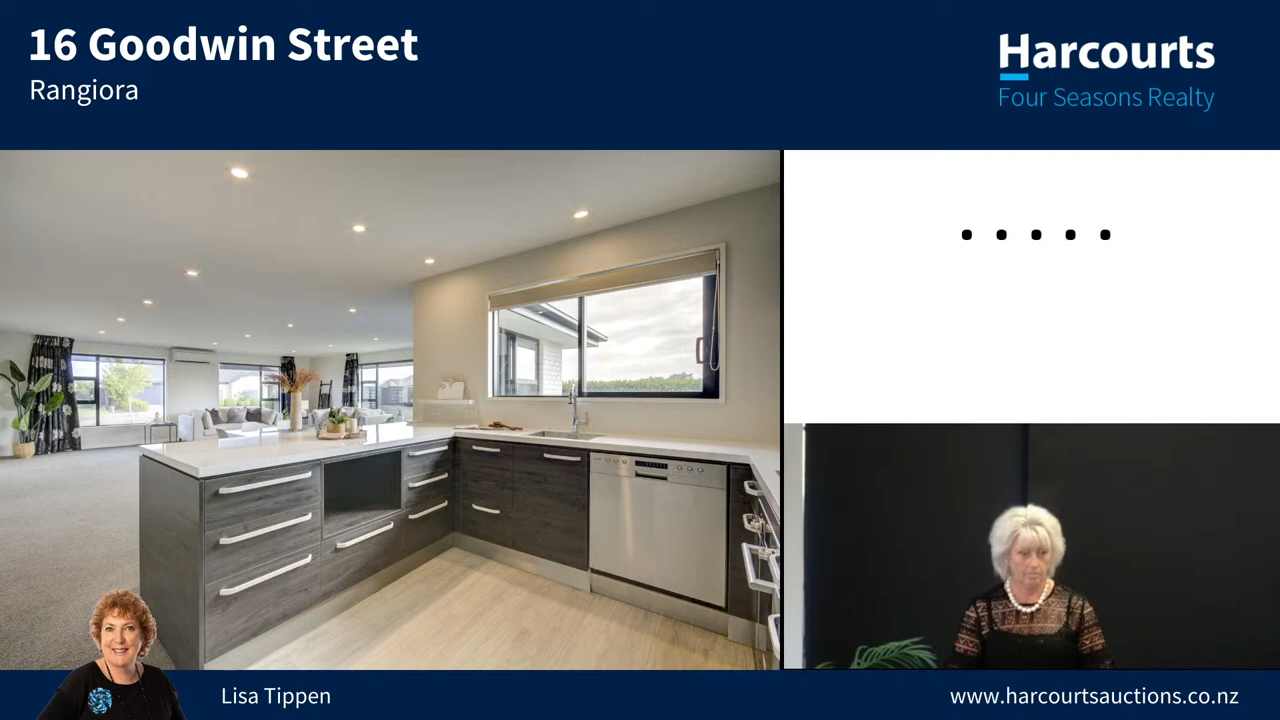 16 Goodwin Street
Rangiora
Harcourts
Four Seasons Realty
.....
Lisa Tippen
www.harcourtsauctions.co.nz